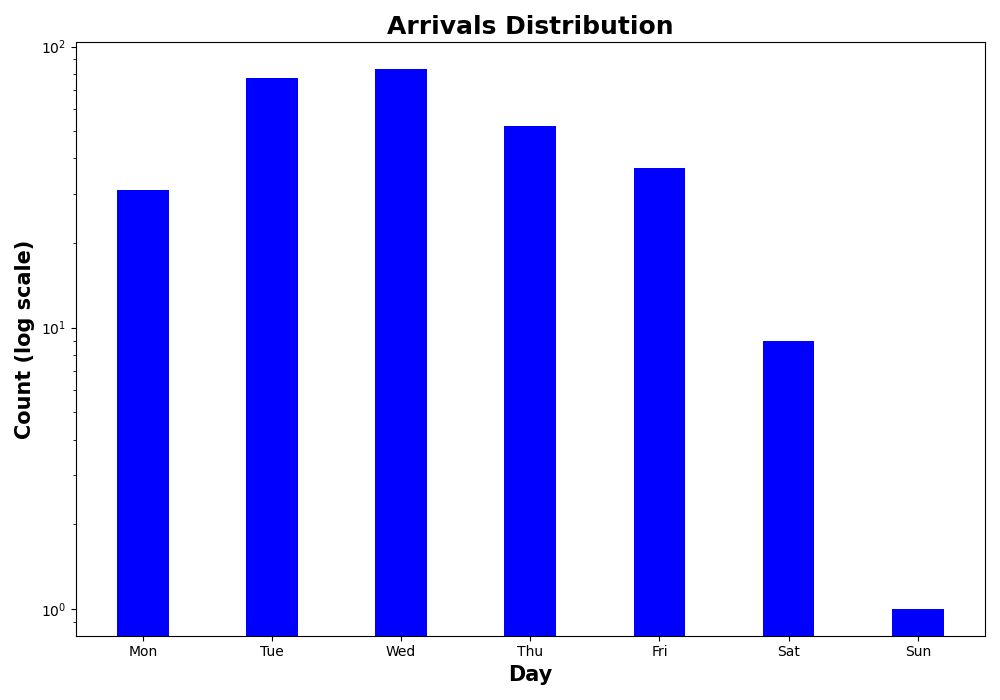 Arrivals Distribution
Count (log scale)
10²
10¹
10⁰
Mon Tue Wed Thu Fri Sat Sun
Day